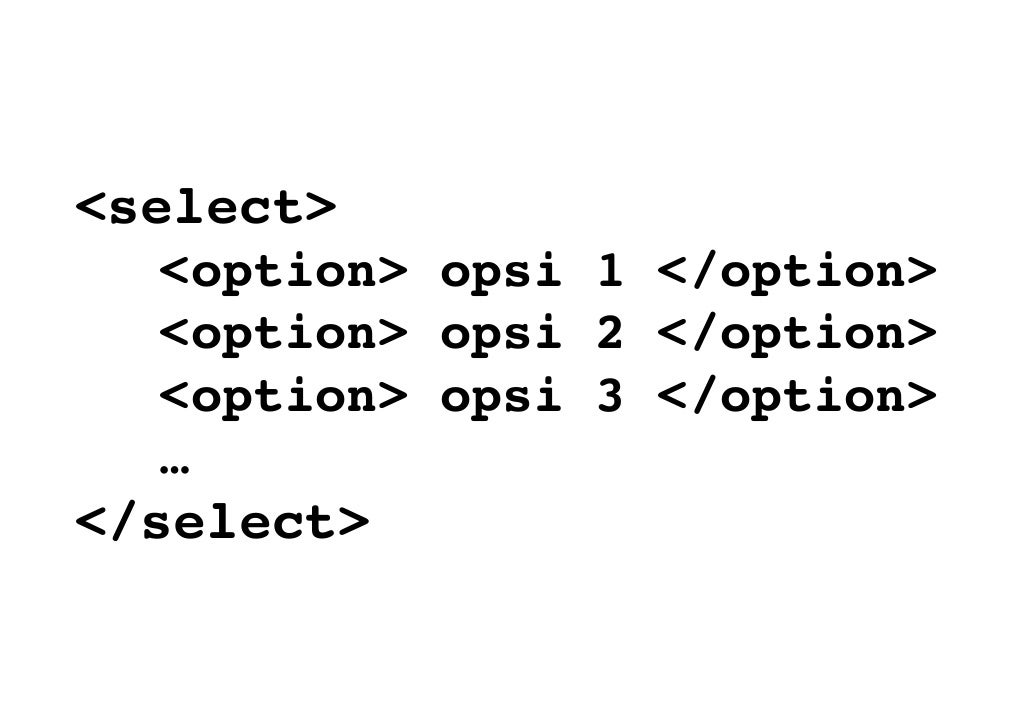 <select>
<option> opsi 1 </option>
<option> opsi 2 </option>
<option> opsi 3 </option>
…
</select>